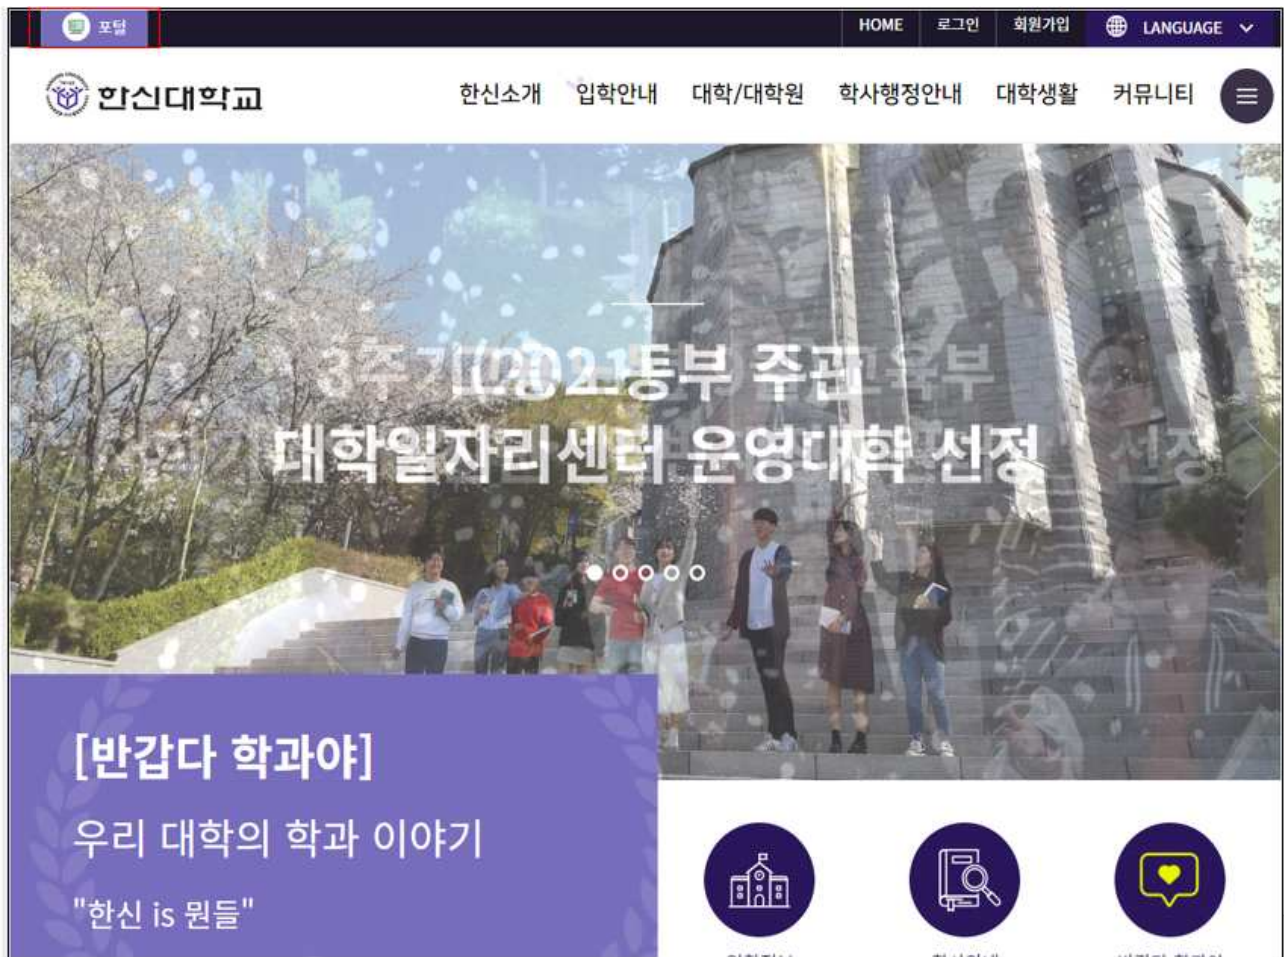 포털
HOME 로그인 회원가입 LANGUAGE
한신대학교
한신소개 입학안내 대학/대학원 학사행정안내 대학생활 커뮤니티
주관
대학일자리센터 운영대학 선정
[반갑다 학과야]
우리 대학의 학과 이야기
"한신 is 뭔들"